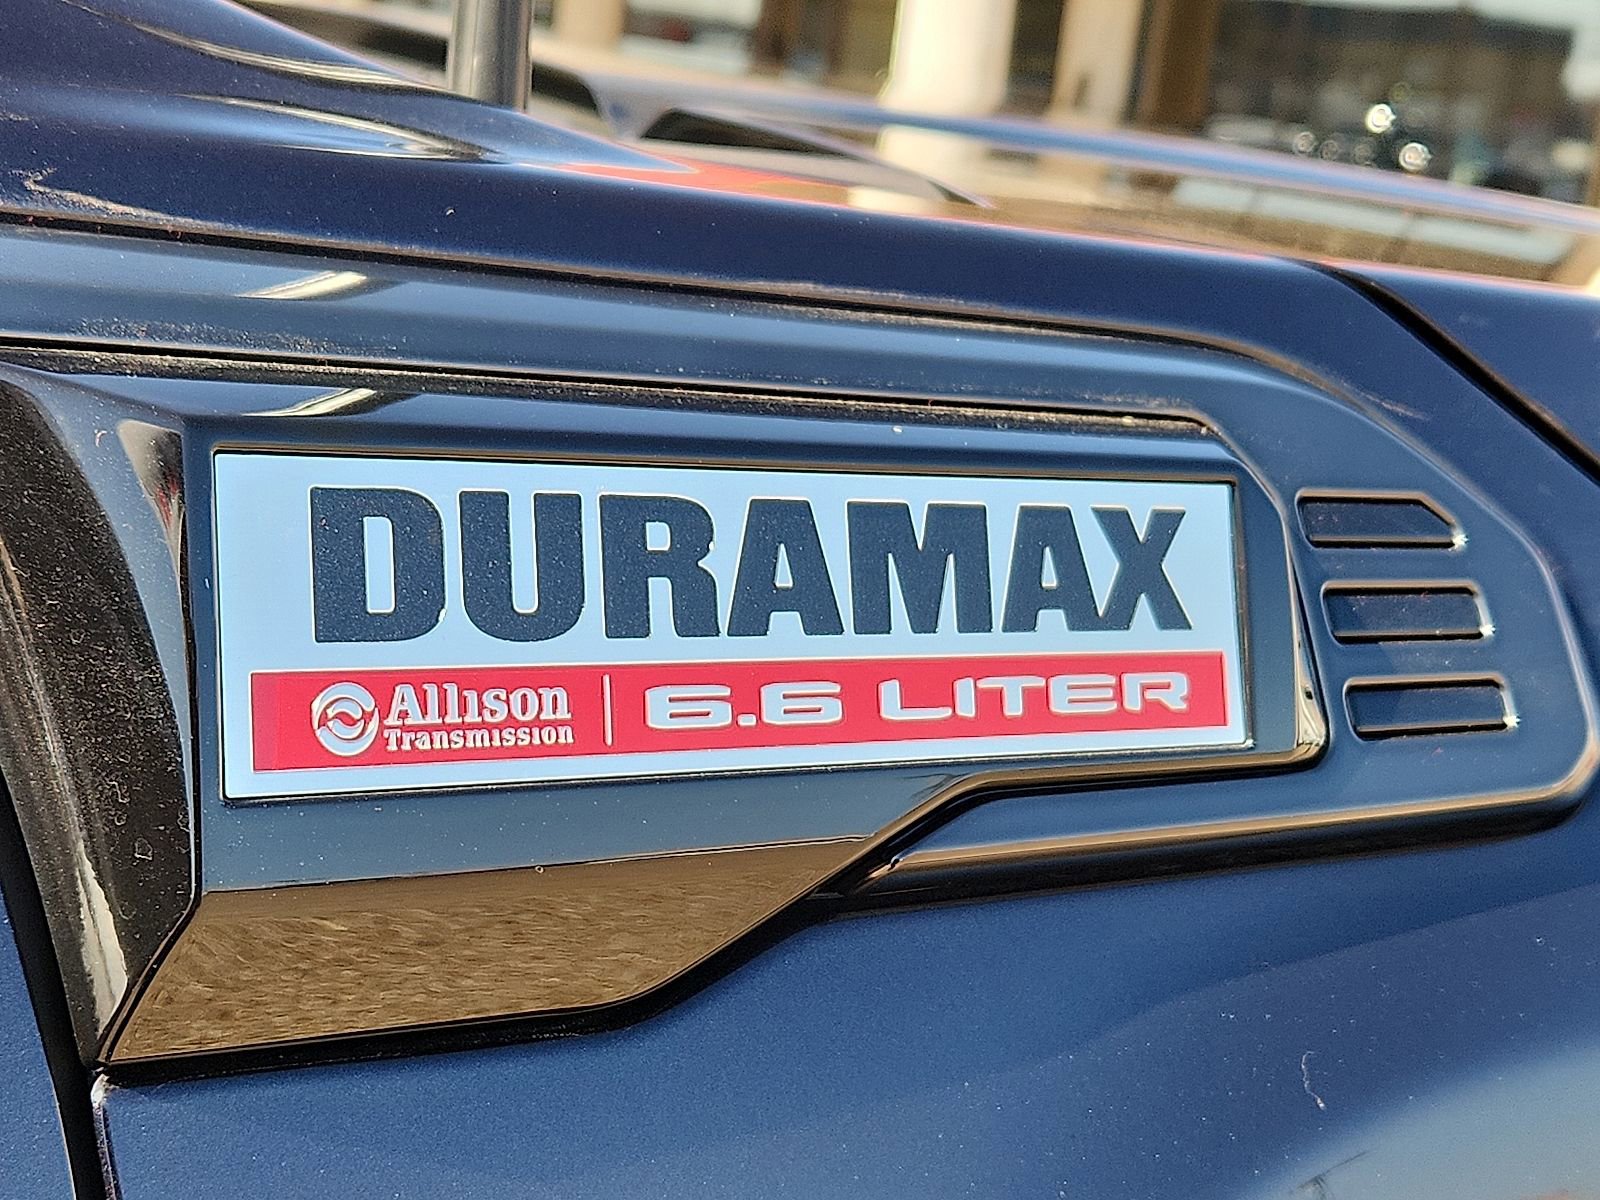 DURAMAX
Allison 6.6 LITER
Transmission